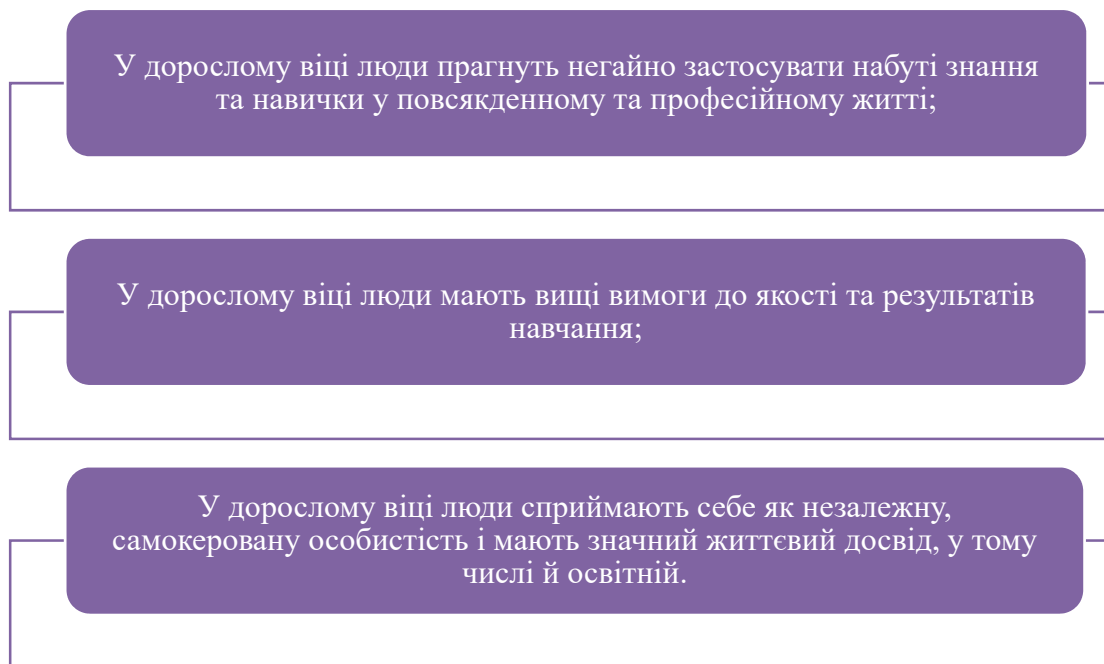 У дорослому віці люди прагнуть негайно застосувати набуті знання
та навички у повсякденному та професійному житті;
У дорослому віці люди мають вищі вимоги до якості та результатів
навчання;
У дорослому віці люди сприймають себе як незалежну,
самокеровану особистість і мають значний життєвий досвід, у тому
числі й освітній.